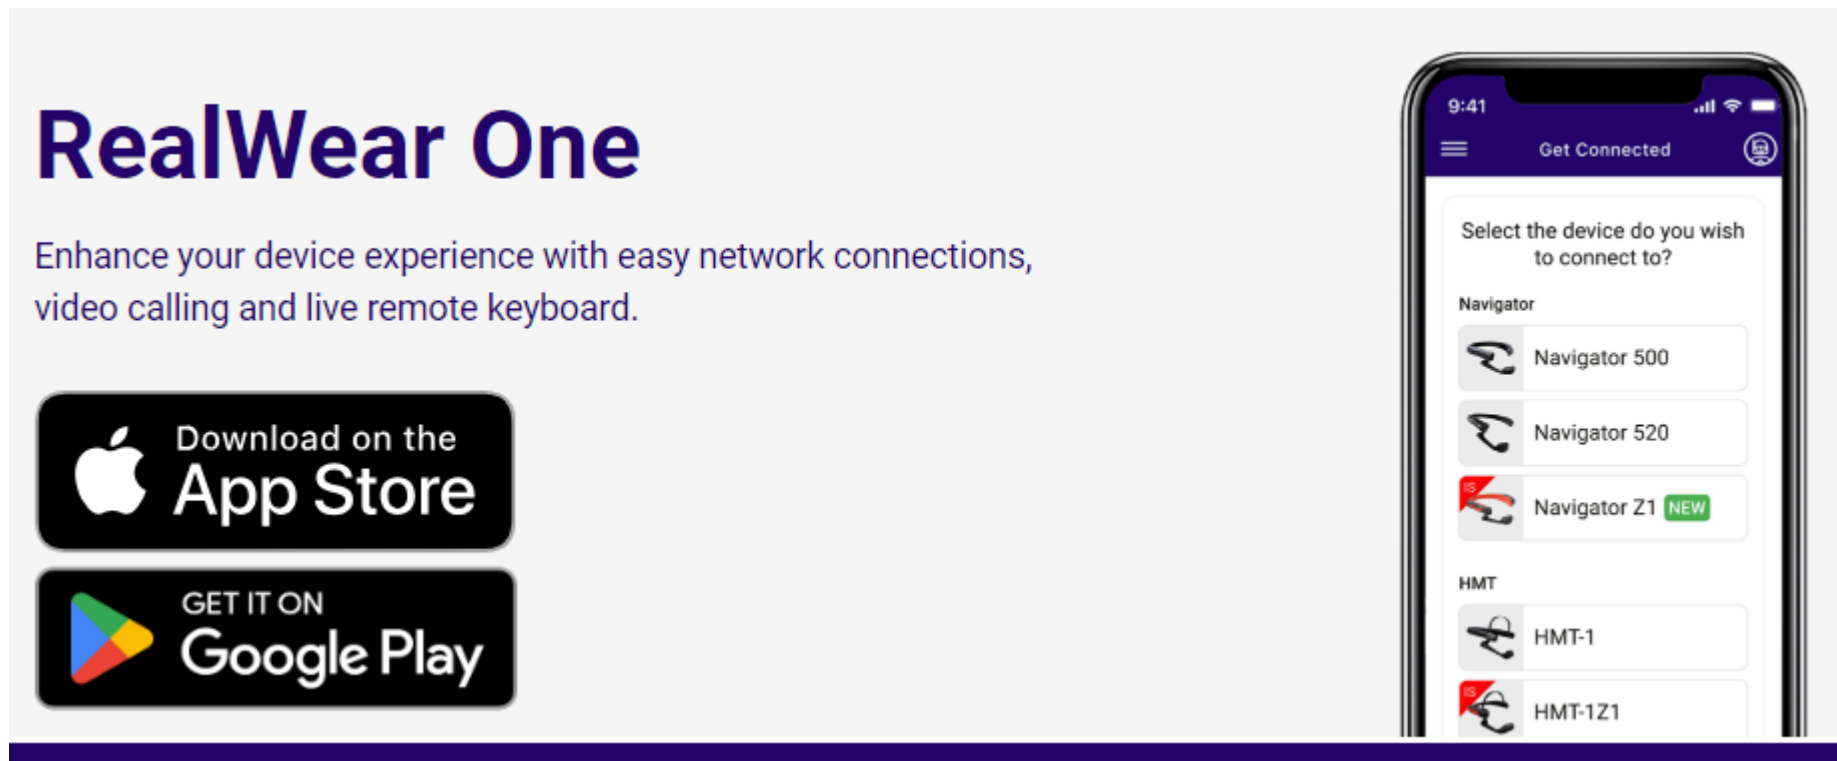 RealWear One
Enhance your device experience with easy network connections,
video calling and live remote keyboard.
Download on the
App Store
GET IT ON
Google Play
9:41
Get Connected
Select the device do you wish
to connect to?
Navigator
Navigator 500
Navigator 520
IS
Navigator Z1 NEW
HMT
HMT-1
IS
HMT-1Z1